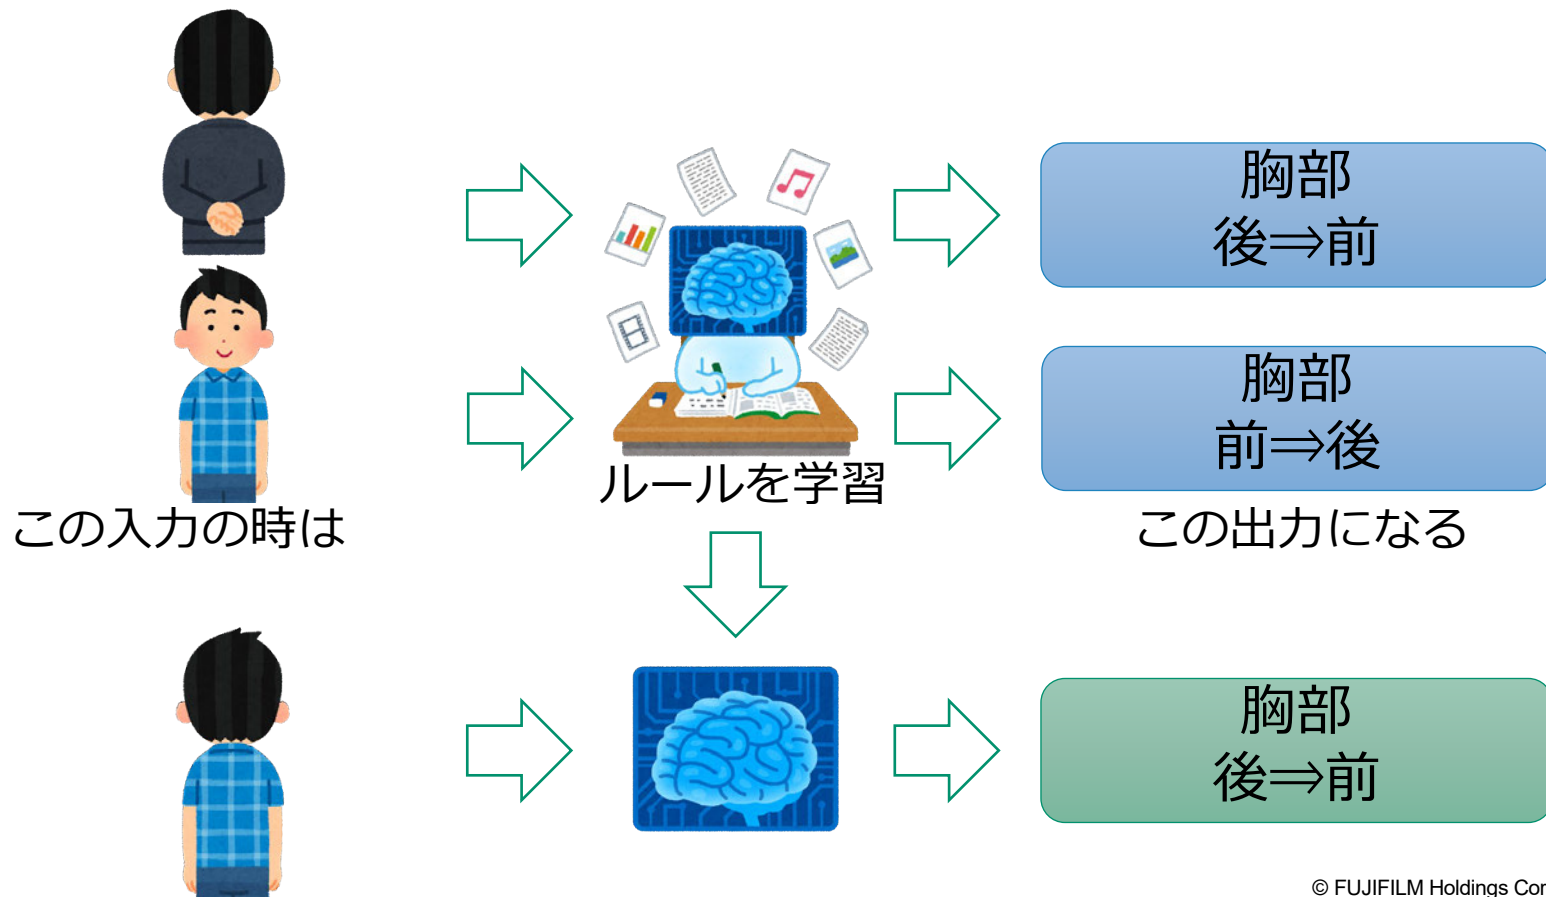 胸部
後⇒前
胸部
前⇒後
ルールを学習
この入力の時は
この出力になる
胸部
後⇒前
© FUJIFILM Holdings Cor